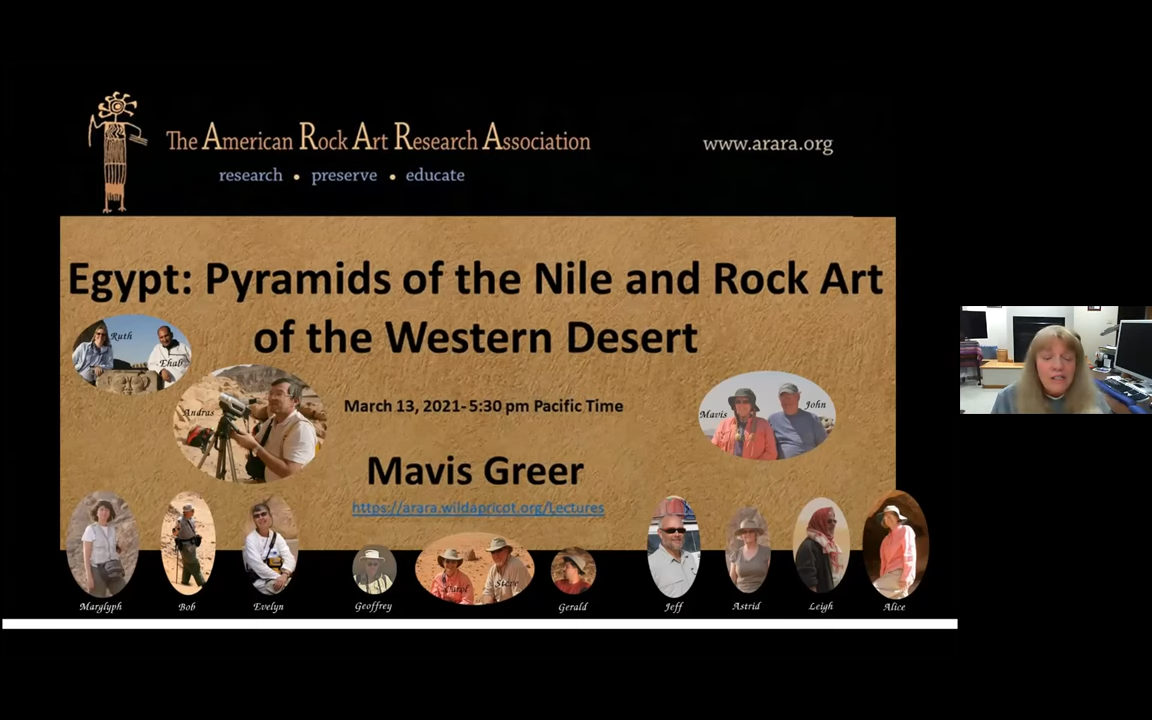 The American Rock Art Research Association
www.arara.org
research • preserve • educate
Egypt: Pyramids of the Nile and Rock Art
of the Western Desert
Ruth
Ehab
March 13, 2021- 5:30 pm Pacific Time
Andras
Mavis
John
Mavis Greer
https://arara.wildapricot.org/Lectures
Carol
Steve
Marglyph
Bob
Evelyn
Geoffrey
Gerald
Jeff
Astrid
Leigh
Alice